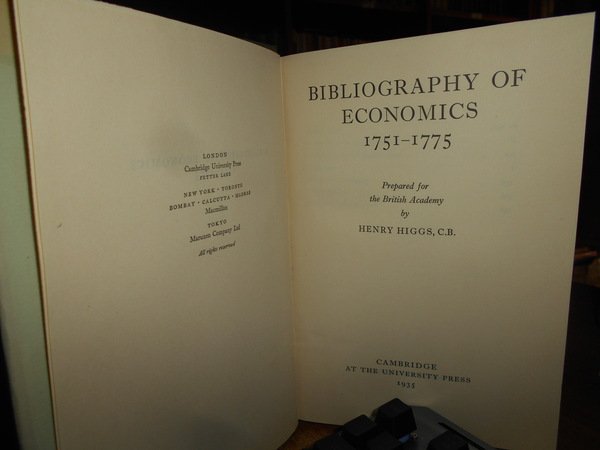 LONDON
Cambridge University Press
FETTER LANE
NEW YORK · TORONTO
BOMBAY · CALCUTTA · MADRAS
Macmillan
TOKYO
Maruzen Company Ltd
All rights reserved
BIBLIOGRAPHY OF
ECONOMICS
1751–1775
Prepared for
the British Academy
by
HENRY HIGGS, C.B.
CAMBRIDGE
AT THE UNIVERSITY PRESS
1935